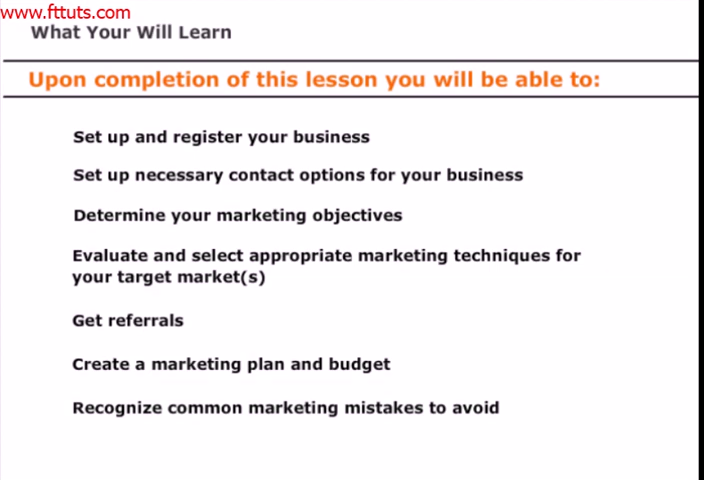 www.fttuts.com
What Your Will Learn
Upon completion of this lesson you will be able to:
Set up and register your business
Set up necessary contact options for your business
Determine your marketing objectives
Evaluate and select appropriate marketing techniques for
your target market(s)
Get referrals
Create a marketing plan and budget
Recognize common marketing mistakes to avoid